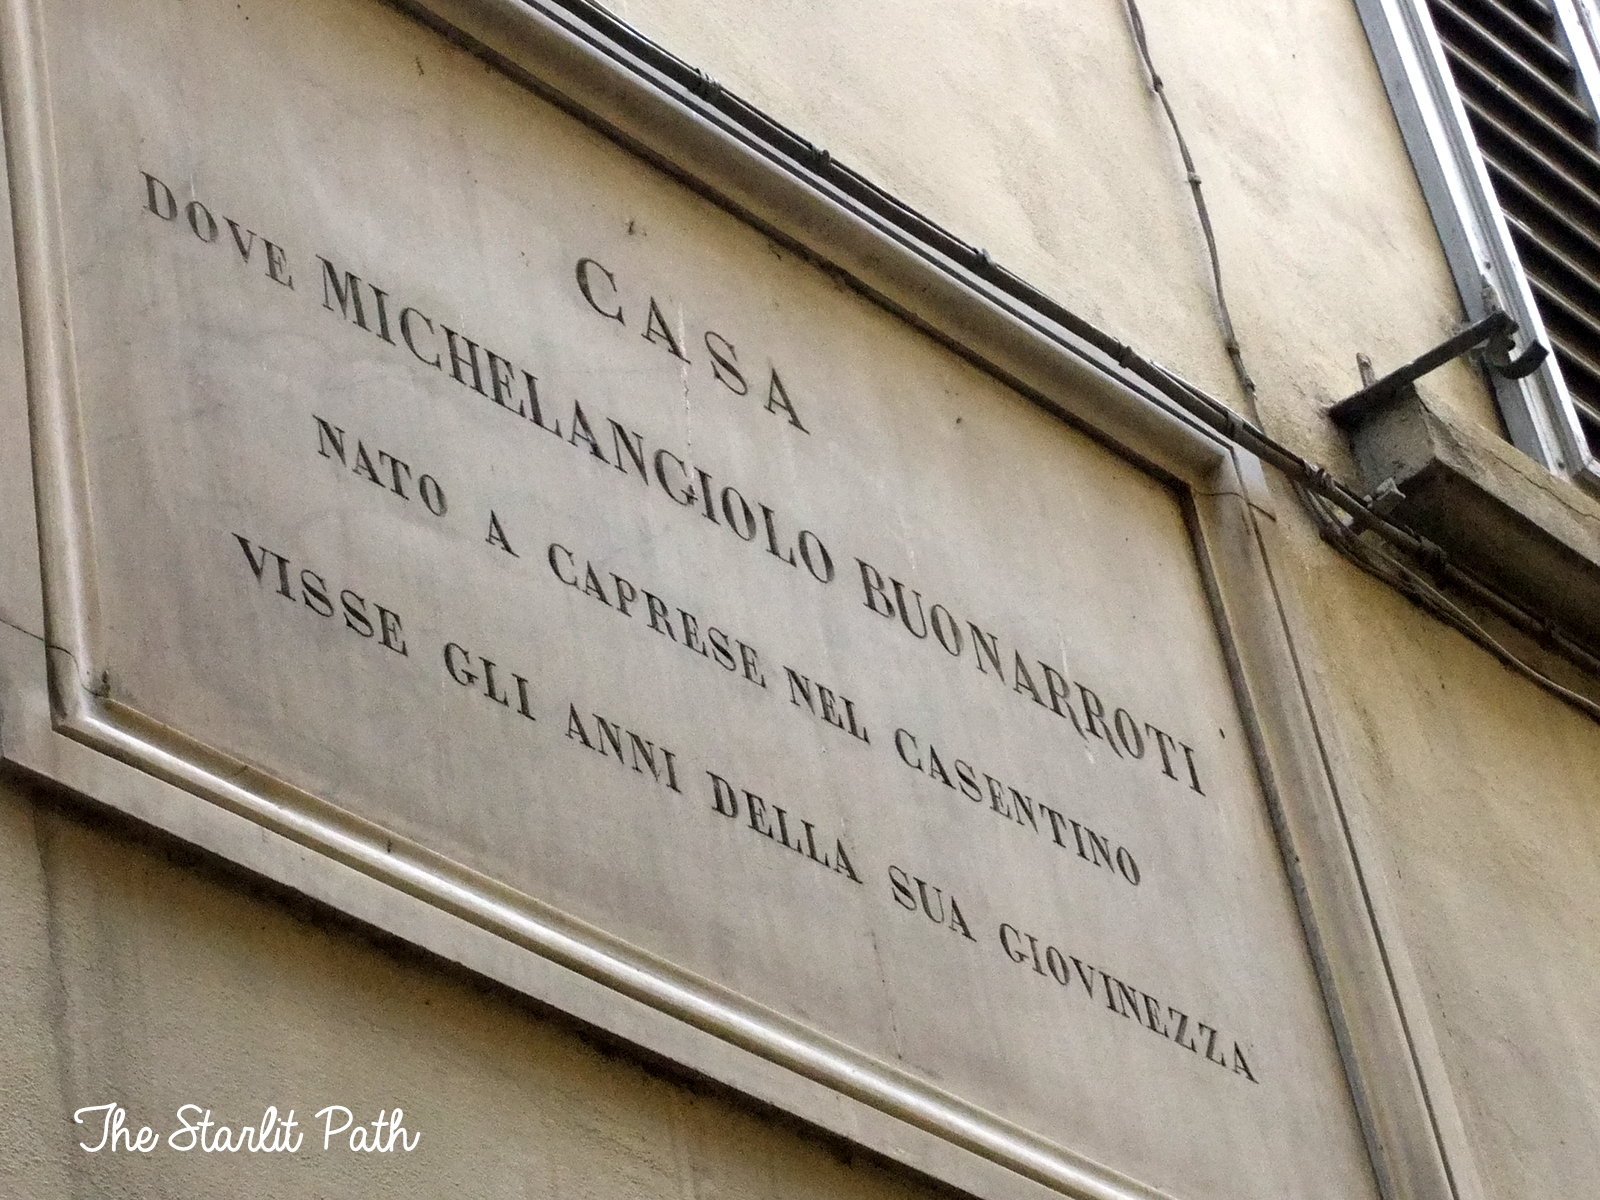 CASA
DOVE MICHELANGIOLO BUONARROTI
NATO A CAPRESE NEL CASENTINO
VISSE GLI ANNI DELLA SUA GIOVINEZZA
The Starlit Path